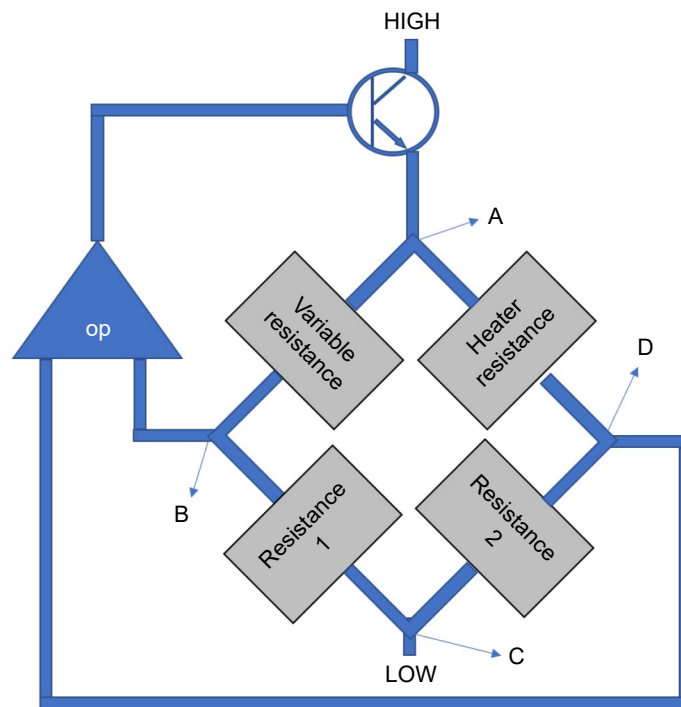 HIGH
A
Variable
resistance
Heater
resistance
op
D
B
Resistance
1
Resistance
2
C
LOW